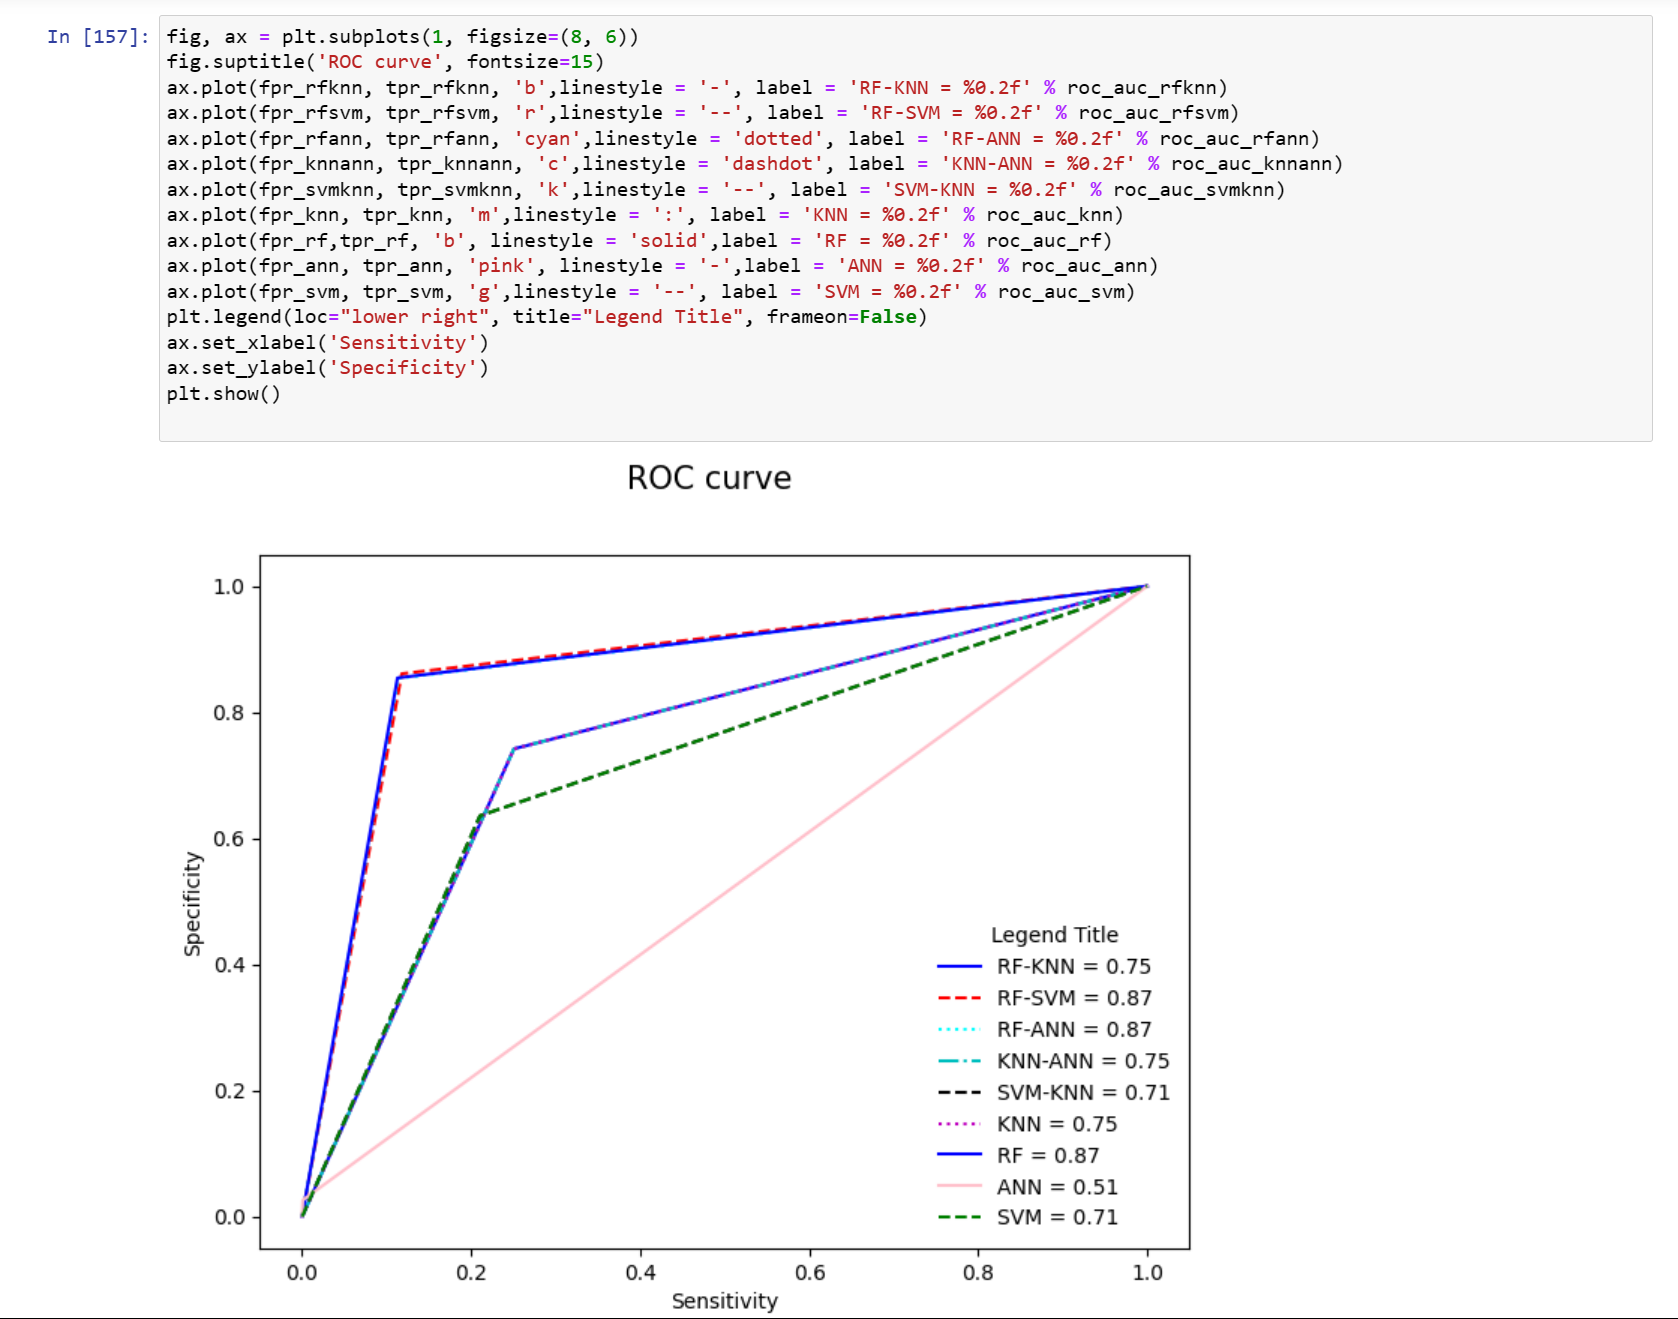 In [157]:
fig, ax = plt.subplots(1, figsize=(8, 6))
fig.suptitle('ROC curve', fontsize=15)
ax.plot(fpr_rfknn, tpr_rfknn, 'b',linestyle = '-', label = 'RF-KNN = %0.2f' % roc_auc_rfknn)
ax.plot(fpr_rfsvm, tpr_rfsvm, 'r',linestyle = '--', label = 'RF-SVM = %0.2f' % roc_auc_rfsvm)
ax.plot(fpr_rfann, tpr_rfann, 'cyan',linestyle = 'dotted', label = 'RF-ANN = %0.2f' % roc_auc_rfann)
ax.plot(fpr_knnann, tpr_knnann, 'c',linestyle = 'dashdot', label = 'KNN-ANN = %0.2f' % roc_auc_knnann)
ax.plot(fpr_svmknn, tpr_svmknn, 'k',linestyle = '--', label = 'SVM-KNN = %0.2f' % roc_auc_svmknn)
ax.plot(fpr_knn, tpr_knn, 'm',linestyle = ':', label = 'KNN = %0.2f' % roc_auc_knn)
ax.plot(fpr_rf,tpr_rf, 'b', linestyle = 'solid',label = 'RF = %0.2f' % roc_auc_rf)
ax.plot(fpr_ann, tpr_ann, 'pink', linestyle = '-',label = 'ANN = %0.2f' % roc_auc_ann)
ax.plot(fpr_svm, tpr_svm, 'g',linestyle = '--', label = 'SVM = %0.2f' % roc_auc_svm)
plt.legend(loc="lower right", title="Legend Title", frameon=False)
ax.set_xlabel('Sensitivity')
ax.set_ylabel('Specificity')
plt.show()
ROC curve
1.0
0.8
0.6
0.4
0.2
0.0
Specificity
Legend Title
RF-KNN = 0.75
RF-SVM = 0.87
RF-ANN = 0.87
KNN-ANN = 0.75
SVM-KNN = 0.71
KNN = 0.75
RF = 0.87
ANN = 0.51
SVM = 0.71
0.0 0.2 0.4 0.6 0.8 1.0
Sensitivity